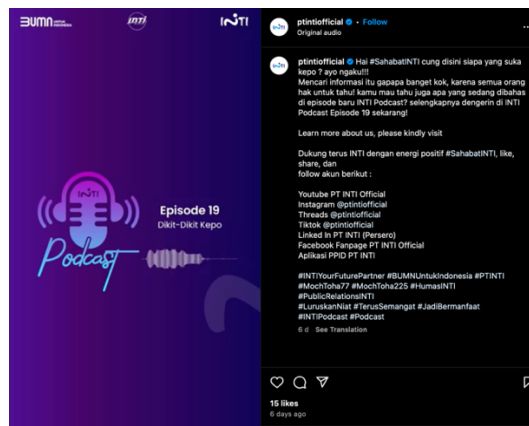 BUMN UNTUK INDONESIA
inti
INTI
INTI
Episode 19
Dikit-Dikit Kepo
Podcast
ptintiofficial • Follow
Original audio
ptintiofficial Hai #SahabatINTI cung disini siapa yang suka
kepo ? ayo ngaku!!!
Mencari informasi itu gapapa banget kok, karena semua orang
hak untuk tahu! kamu mau tahu juga apa yang sedang dibahas
di episode baru INTI Podcast? selengkapnya dengerin di INTI
Podcast Episode 19 sekarang!
Learn more about us, please kindly visit
Dukung terus INTI dengan energi positif #SahabatINTI, like,
share, dan
follow akun berikut :
Youtube PT INTI Official
Instagram @ptintiofficial
Threads @ptintiofficial
Tiktok @ptintiofficial
Linked In PT INTI (Persero)
Facebook Fanpage PT INTI Official
Aplikasi PPID PT INTI
#INTIYourFuturePartner #BUMNUntukIndonesia #PTINTI
#MochToha77 #MochToha225 #HumasINTI
#PublicRelationsINTI
#LuruskanNiat #TerusSemangat #JadiBermanfaat
#INTIPodcast #Podcast
6 d See Translation
15 likes
6 days ago